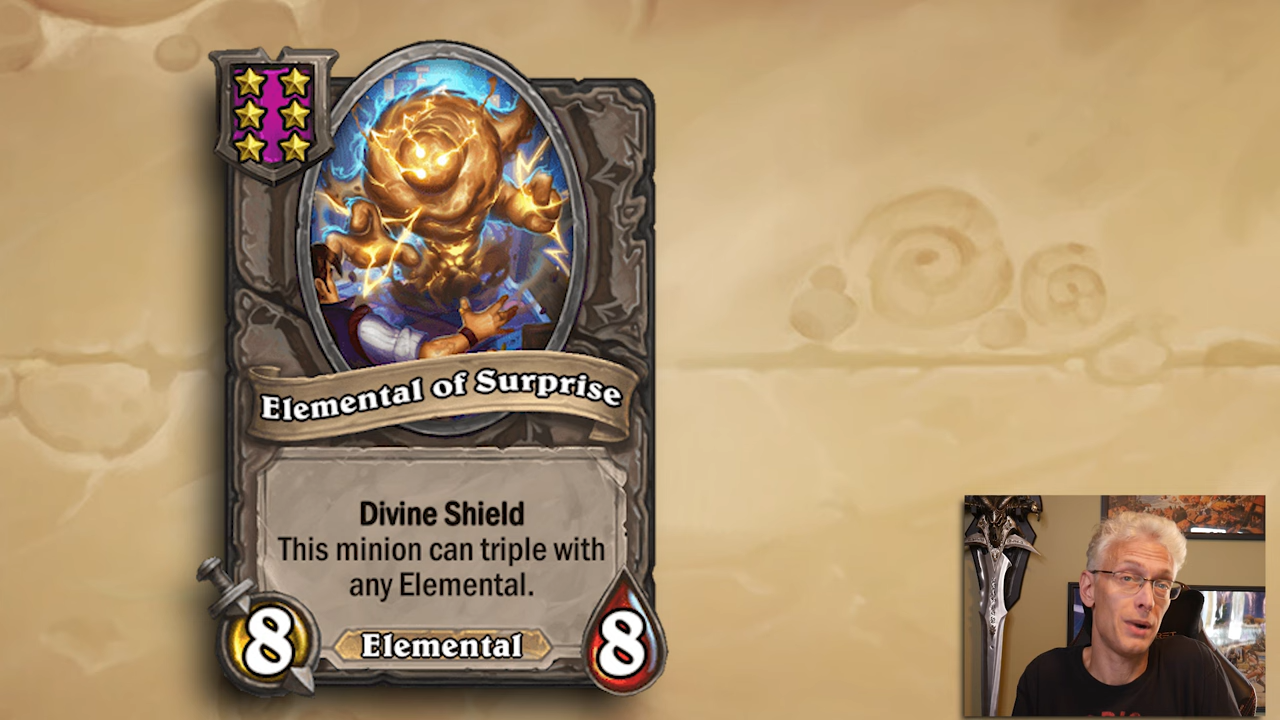 Elemental of Surprise
Divine Shield
This minion can triple with
any Elemental.
8
Elemental
8